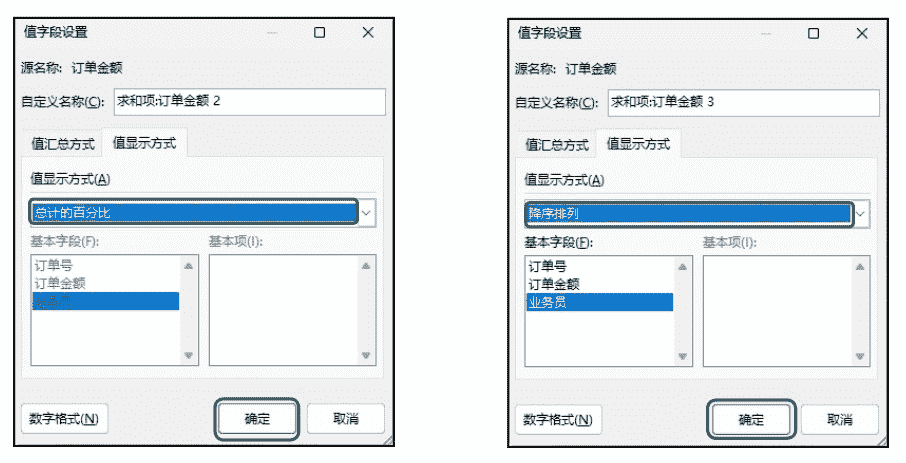 值字段设置
源名称: 订单金额
自定义名称(C): 求和项:订单金额 2
值汇总方式 值显示方式
值显示方式(A)
总计的百分比
基本字段(F): 基本项(I):
订单号
订单金额
数字格式(N) 确定 取消
值字段设置
源名称: 订单金额
自定义名称(C): 求和项:订单金额 3
值汇总方式 值显示方式
值显示方式(A)
降序排列
基本字段(F): 基本项(I):
订单号
订单金额
业务员
数字格式(N) 确定 取消